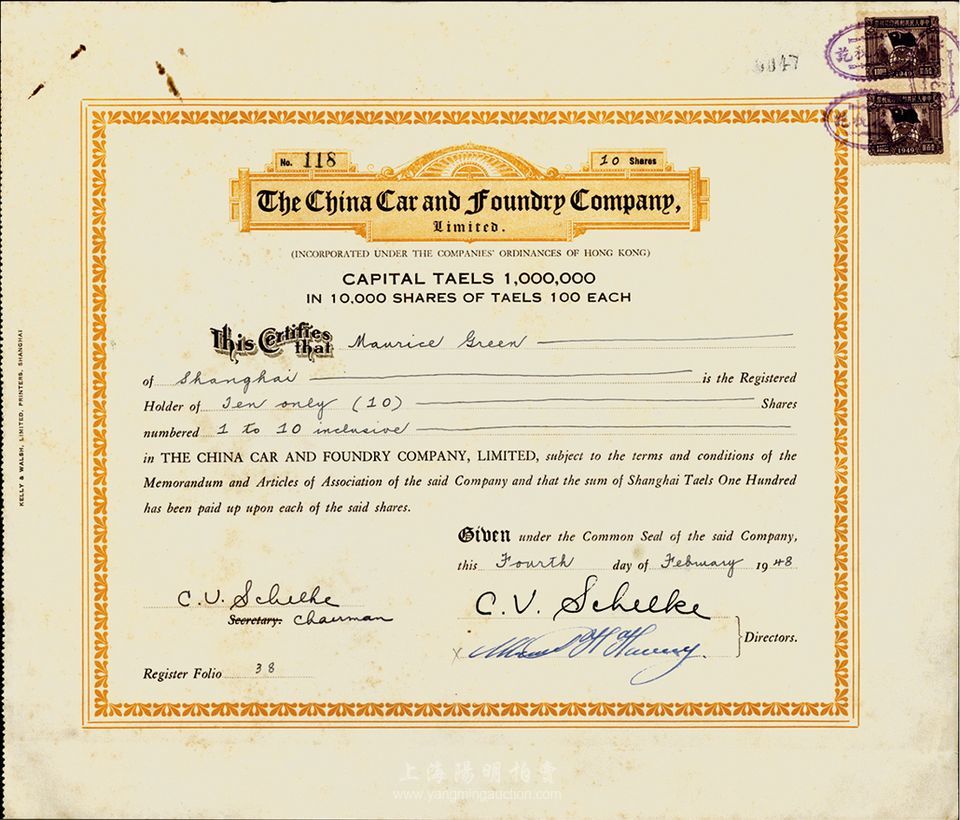 0047
1949
1949
No. 118
10 Shares
The China Car and Foundry Company,
Limited.
(INCORPORATED UNDER THE COMPANIES' ORDINANCES OF HONG KONG)
CAPITAL TAELS 1,000,000
IN 10,000 SHARES OF TAELS 100 EACH
This Certifies that Maurice Green
of Shanghai is the Registered
Holder of Ten only (10) Shares
numbered 1 to 10 inclusive
in THE CHINA CAR AND FOUNDRY COMPANY, LIMITED, subject to the terms and conditions of the
Memorandum and Articles of Association of the said Company and that the sum of Shanghai Taels One Hundred
has been paid up upon each of the said shares.
Given under the Common Seal of the said Company,
this Fourth day of February 1948
C. V. Schelke
Secretary. Chairman
C. V. Schelke
Directors.
Register Folio 38
KELLY & WALSH, LIMITED, PRINTERS, SHANGHAI
上海陽明拍賣
www.yangmingauction.com